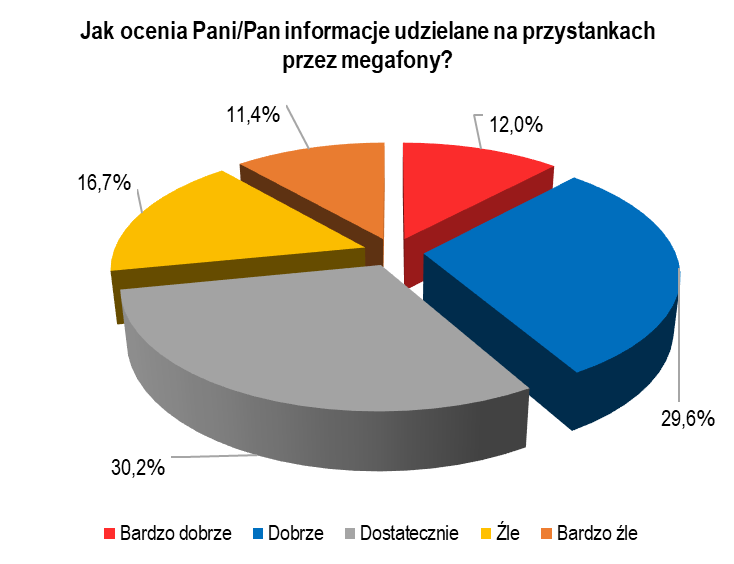 Jak ocenia Pani/Pan informacje udzielane na przystankach
przez megafony?
11,4%
12,0%
16,7%
29,6%
30,2%
Bardzo dobrze
Dobrze
Dostatecznie
Źle
Bardzo źle